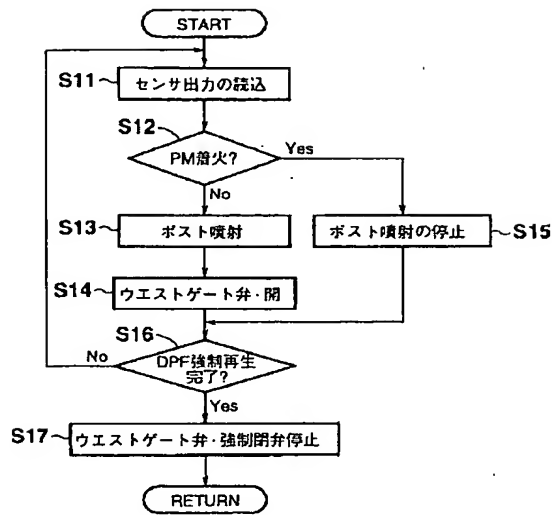 START
S11
センサ出力の読込
S12
PM着火?
Yes
No
S13
ポスト噴射
ポスト噴射の停止
S15
S14
ウエストゲート弁・開
S16
DPF強制再生
完了?
No
Yes
S17
ウエストゲート弁・強制閉弁停止
RETURN